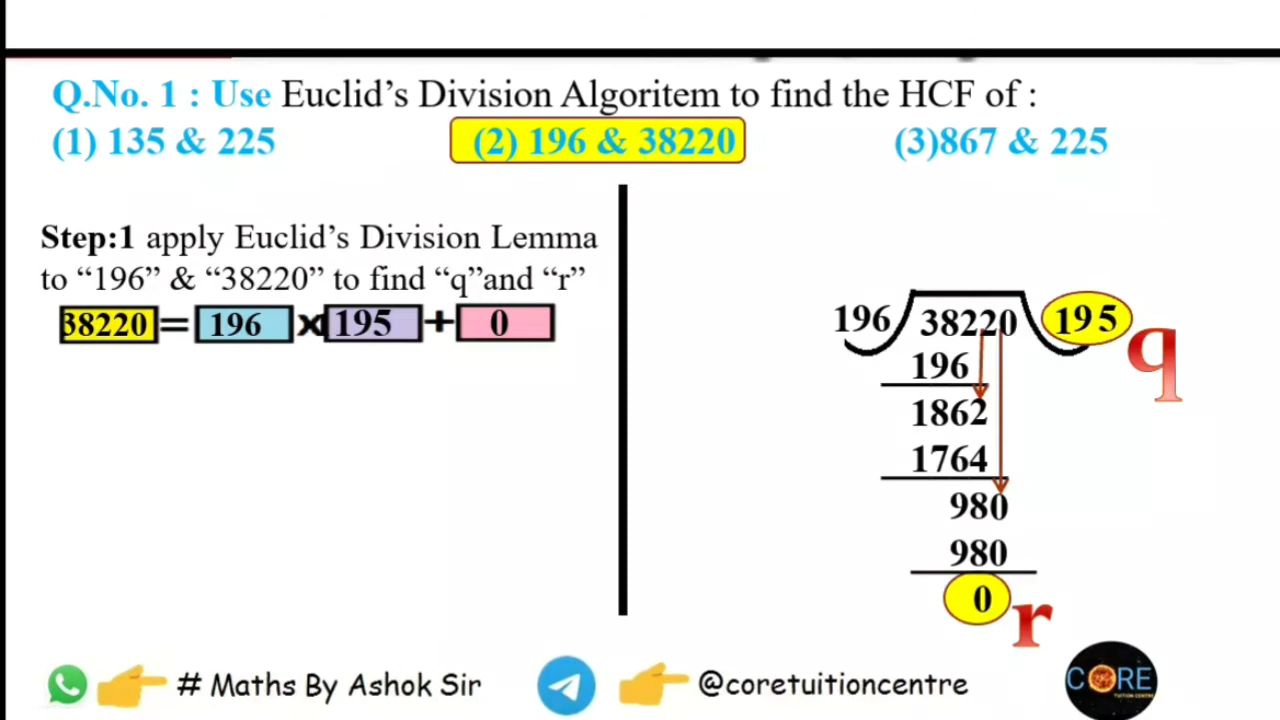 Q.No. 1 : Use Euclid’s Division Algoritem to find the HCF of :
(1) 135 & 225 (2) 196 & 38220 (3)867 & 225
Step:1 apply Euclid’s Division Lemma
to “196” & “38220” to find “q”and “r”
38220 = 196 x 195 + 0
196 38220 195 q
196
1862
1764
980
980
0 r
# Maths By Ashok Sir @coretuitioncentre CORE
TUITION CENTRE